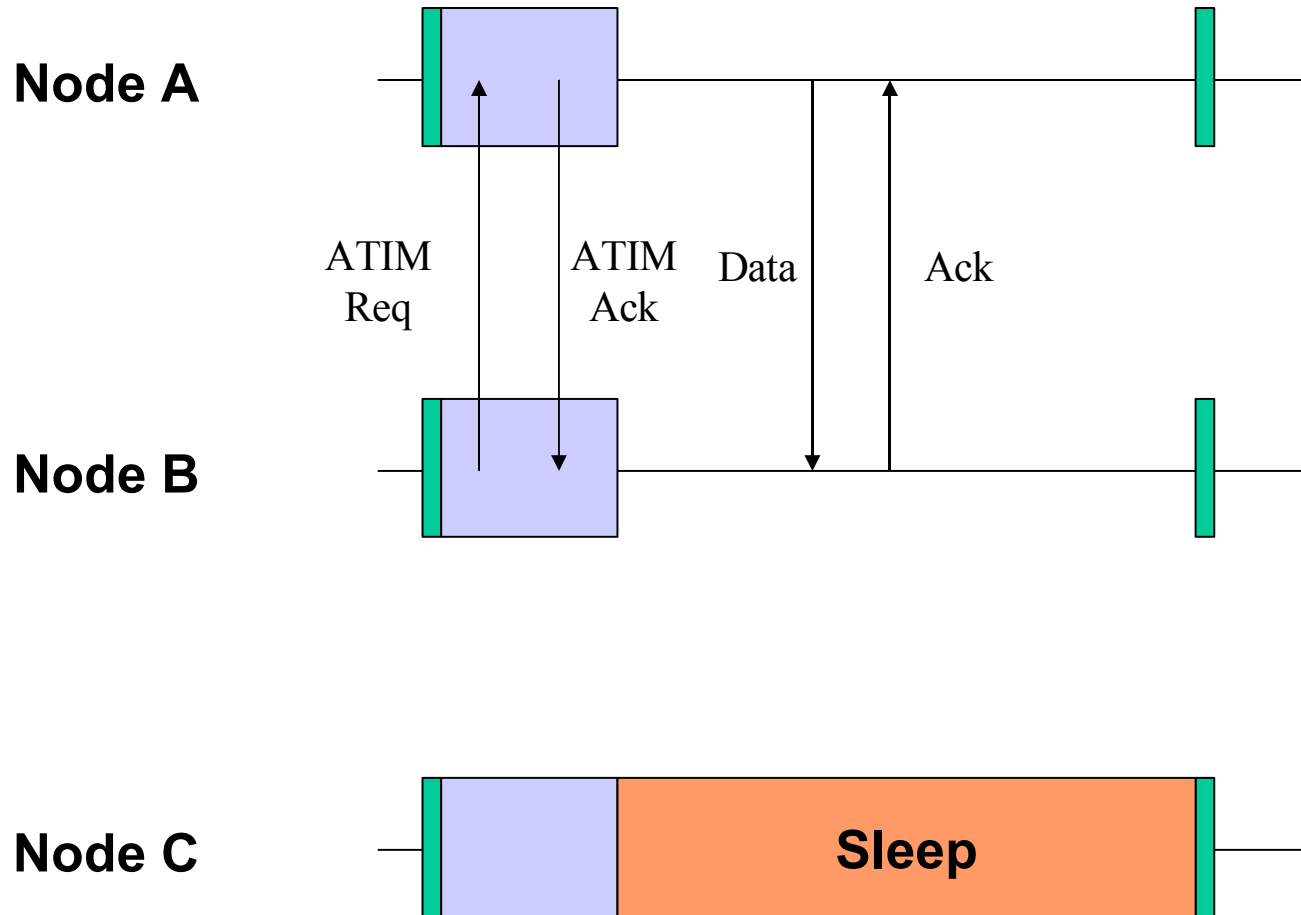 Node A
ATIM
Req
ATIM
Ack
Data
Ack
Node B
Node C
Sleep